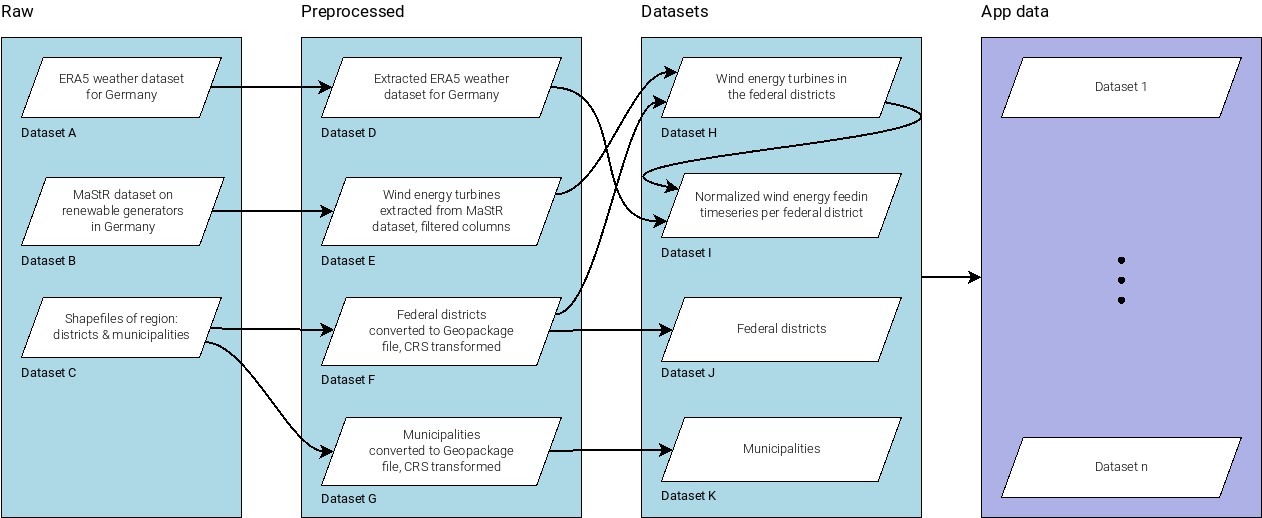 Raw
ERA5 weather dataset
for Germany
Dataset A
MaStR dataset on
renewable generators
in Germany
Dataset B
Shapefiles of region:
districts & municipalities
Dataset C
Preprocessed
Extracted ERA5 weather
dataset for Germany
Dataset D
Wind energy turbines
extracted from MaStR
dataset, filtered columns
Dataset E
Federal districts
converted to Geopackage
file, CRS transformed
Dataset F
Municipalities
converted to Geopackage
file, CRS transformed
Dataset G
Datasets
Wind energy turbines in
the federal districts
Dataset H
Normalized wind energy feedin
timeseries per federal district
Dataset I
Federal districts
Dataset J
Municipalities
Dataset K
App data
Dataset 1
Dataset n